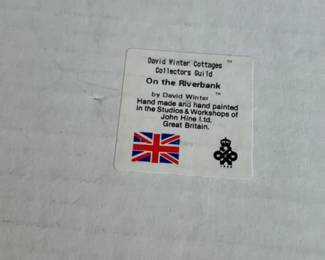 David Winter Cottages ™
Collectors Guild
On the Riverbank
by David Winter ™
Hand made and hand painted
in the Studios & Workshops of
John Hine Ltd.
Great Britain.